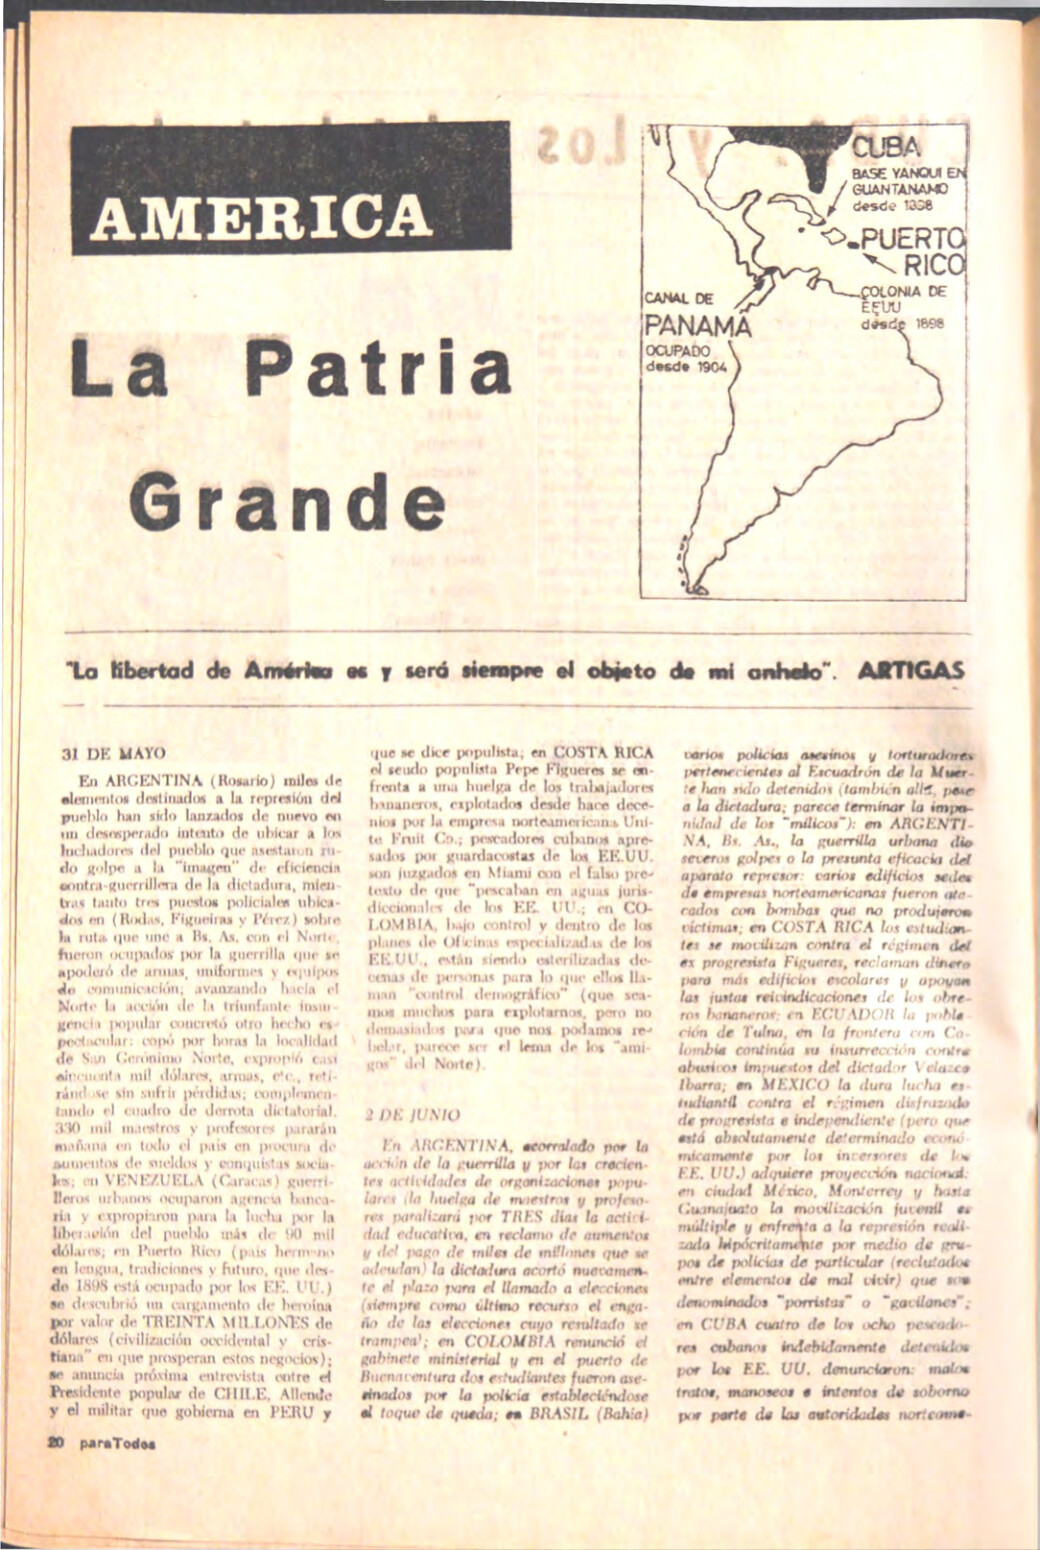 AMERICA
La Patria
Grande
CUBA
BASE YANQUI EN
GUANTANAMO
desde 1898
PUERTO
RICO
COLONIA DE
EEUU
desde 1898
CANAL DE
PANAMA
OCUPADO
desde 1904
"La libertad de América es y será siempre el objeto de mi anhelo". ARTIGAS
31 DE MAYO
En ARGENTINA (Rosario) miles de
elementos destinados a la represión del
pueblo han sido lanzados de nuevo en
un desesperado intento de ubicar a los
luchadores del pueblo que asestaron ru-
do golpe a la "imagen" de eficiencia
contra-guerrillera de la dictadura, mien-
tras tanto tres puestos policiales ubica-
dos en (Rodas, Figueiras y Pérez) sobre
la ruta que une a Bs. As. con el Norte,
fueron ocupados por la guerrilla que se
apoderó de armas, uniformes y equipos
de comunicación; avanzando hacia el
Norte la acción de la triunfante insur-
gencia popular concretó otro hecho es-
pectacular: copó por horas la localidad
de San Gerónimo Norte, expropió casi
cincuenta mil dólares, armas, etc., reti-
rándose sin sufrir pérdidas; complemen-
tando el cuadro de derrota dictatorial,
330 mil maestros y profesores pararán
mañana en todo el país en procura de
aumentos de sueldos y conquistas socia-
les; en VENEZUELA (Caracas) guerri-
lleros urbanos ocuparon agencia banca-
ria y expropiaron para la lucha por la
liberación del pueblo más de 90 mil
dólares; en Puerto Rico (país hermano
en lengua, tradiciones y futuro, que des-
de 1898 está ocupado por los EE. UU.)
se descubrió un cargamento de heroína
por valor de TREINTA MILLONES de
dólares (civilización occidental y cris-
tiana" en que prosperan estos negocios);
se anuncia próxima entrevista entre el
Presidente popular de CHILE, Allende
y el militar que gobierna en PERU y
que se dice populista; en COSTA RICA
el seudo populista Pepe Figueres se en-
frenta a una huelga de los trabajadores
bananeros, explotados desde hace dece-
nios por la empresa norteamericana Uni-
te Fruit Co.; pescadores cubanos apre-
sados por guardacostas de los EE.UU.
son juzgados en Miami con el falso pre-
texto de que "pescaban en aguas juris-
diccionales de los EE. UU.; en CO-
LOMBIA, bajo control y dentro de los
planes de Oficinas especializadas de los
EE.UU., están siendo esterilizadas de-
cenas de personas para lo que ellos lla-
man "control demográfico" (que sea-
mos muchos para explotarnos, pero no
demasiados para que nos podamos re-
belar, parece ser el lema de los "ami-
gos" del Norte).
2 DE JUNIO
En ARGENTINA, acorralado por la
acción de la guerrilla y por las crecien-
tes actividades de organizaciones popu-
lares (la huelga de maestros y profeso-
res paralizará por TRES días la activi-
dad educativa, en reclamo de aumentos
y del pago de miles de millones que se
adeudan) la dictadura acortó nuevamen-
te el plazo para el llamado a elecciones
(siempre como último recurso el enga-
ño de las elecciones cuyo resultado se
trampea); en COLOMBIA renunció el
gabinete ministerial y en el puerto de
Buenaventura dos estudiantes fueron ase-
sinados por la policía estableciéndose
el toque de queda; en BRASIL (Bahía)
varios policías asesinos y torturadores
pertenecientes al Escuadrón de la Muer-
te han sido detenidos (también allá, pese
a la dictadura; parece terminar la impu-
nidad de los "milicos"): en ARGENTI-
NA, Bs. As., la guerrilla urbana dio
severos golpes a la presunta eficacia del
aparato represor: varios edificios sedes
de empresas norteamericanas fueron ata-
cados con bombas que no produjeron
víctimas; en COSTA RICA los estudian-
tes se movilizan contra el régimen del
ex progresista Figueres, reclaman dinero
para más edificios escolares y apoyan
las justas reivindicaciones de los obre-
ros bananeros; en ECUADOR la pobla-
ción de Tulna, en la frontera con Co-
lombia continúa su insurrección contra
abusivos impuestos del dictador Velazco
Ibarra; en MEXICO la dura lucha es-
tudiantil contra el régimen disfrazado
de progresista e independiente (pero que
está absolutamente determinado econó-
micamente por los inversores de los
EE. UU.) adquiere proyección nacional:
en ciudad México, Monterrey y hasta
Guanajuato la movilización juvenil es
múltiple y enfrenta a la represión reali-
zada hipócritamente por medio de gru-
pos de policías de particular (reclutados
entre elementos de mal vivir) que son
denominados "porristas" o "gavilanes";
en CUBA cuatro de los ocho pescado-
res cubanos indebidamente detenidos
por los EE. UU. denunciaron: malos
tratos, manoseos e intentos de soborno
por parte de las autoridades norteame-
20 paraTodos